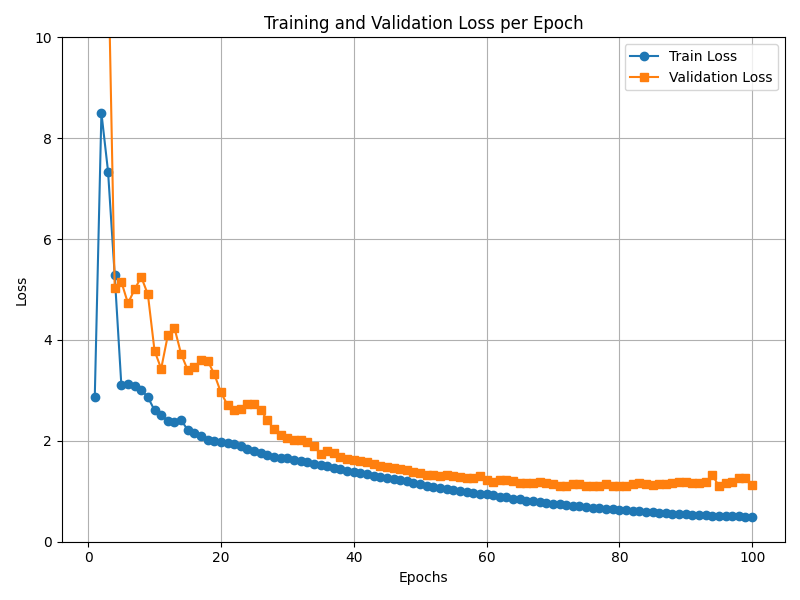 Training and Validation Loss per Epoch
Train Loss
Validation Loss
Loss
10
8
6
4
2
0
0 20 40 60 80 100
Epochs